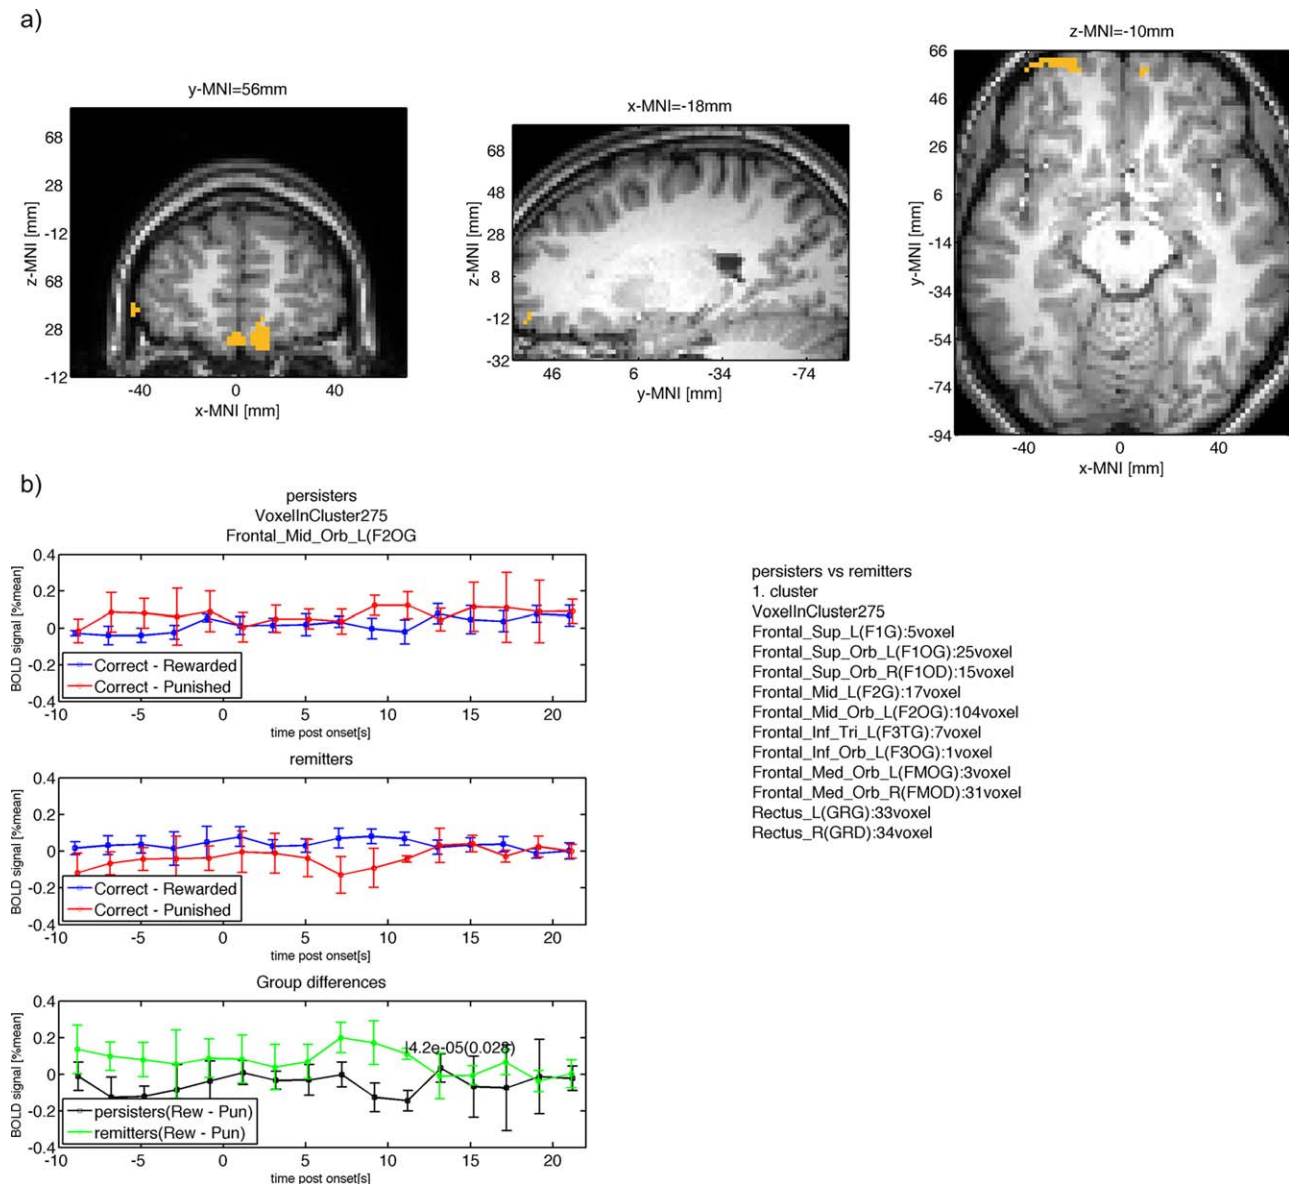 a)
y-MNI=56mm
68
28
-12
68
28
-12
z-MNI [mm]
-40 0 40
x-MNI [mm]
x-MNI=-18mm
68
48
28
8
-12
-32
z-MNI [mm]
46 6 -34 -74
y-MNI [mm]
z-MNI=-10mm
66
46
26
6
-14
-34
-54
-74
-94
y-MNI [mm]
-40 0 40
x-MNI [mm]
b)
persisters
VoxelInCluster275
Frontal_Mid_Orb_L(F2OG
0.4
0.2
0
-0.2
-0.4
BOLD signal [%mean]
Correct - Rewarded
Correct - Punished
-10 -5 0 5 10 15 20
time post onset[s]
remitters
0.4
0.2
0
-0.2
-0.4
BOLD signal [%mean]
Correct - Rewarded
Correct - Punished
-10 -5 0 5 10 15 20
time post onset[s]
Group differences
0.4
0.2
0
-0.2
-0.4
BOLD signal [%mean]
4.2e-05(0.028)
persisters(Rew - Pun)
remitters(Rew - Pun)
-10 -5 0 5 10 15 20
time post onset[s]
persisters vs remitters
1. cluster
VoxelInCluster275
Frontal_Sup_L(F1G):5voxel
Frontal_Sup_Orb_L(F1OG):25voxel
Frontal_Sup_Orb_R(F1OD):15voxel
Frontal_Mid_L(F2G):17voxel
Frontal_Mid_Orb_L(F2OG):104voxel
Frontal_Inf_Tri_L(F3TG):7voxel
Frontal_Inf_Orb_L(F3OG):1voxel
Frontal_Med_Orb_L(FMOG):3voxel
Frontal_Med_Orb_R(FMOD):31voxel
Rectus_L(GRG):33voxel
Rectus_R(GRD):34voxel